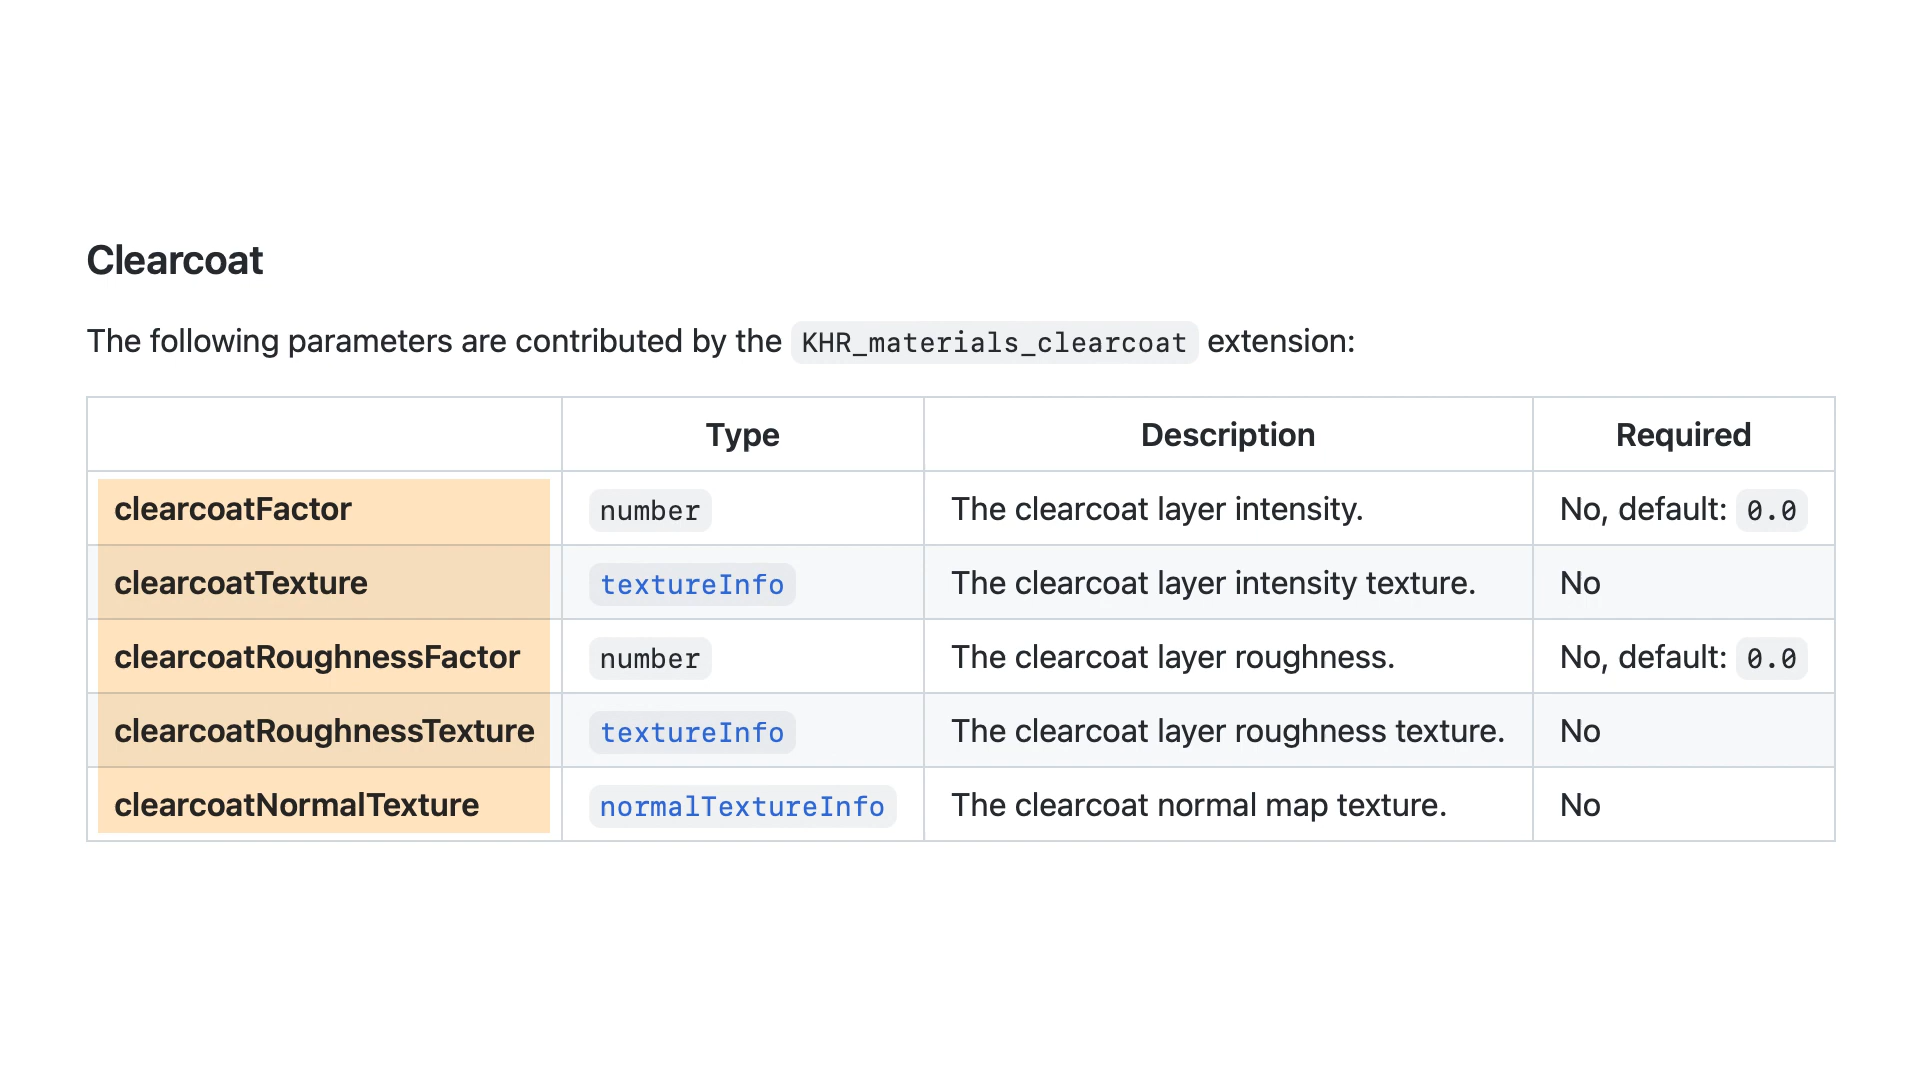 Clearcoat
The following parameters are contributed by the KHR_materials_clearcoat extension:
Type Description Required
clearcoatFactor number The clearcoat layer intensity. No, default: 0.0
clearcoatTexture textureInfo The clearcoat layer intensity texture. No
clearcoatRoughnessFactor number The clearcoat layer roughness. No, default: 0.0
clearcoatRoughnessTexture textureInfo The clearcoat layer roughness texture. No
clearcoatNormalTexture normalTextureInfo The clearcoat normal map texture. No